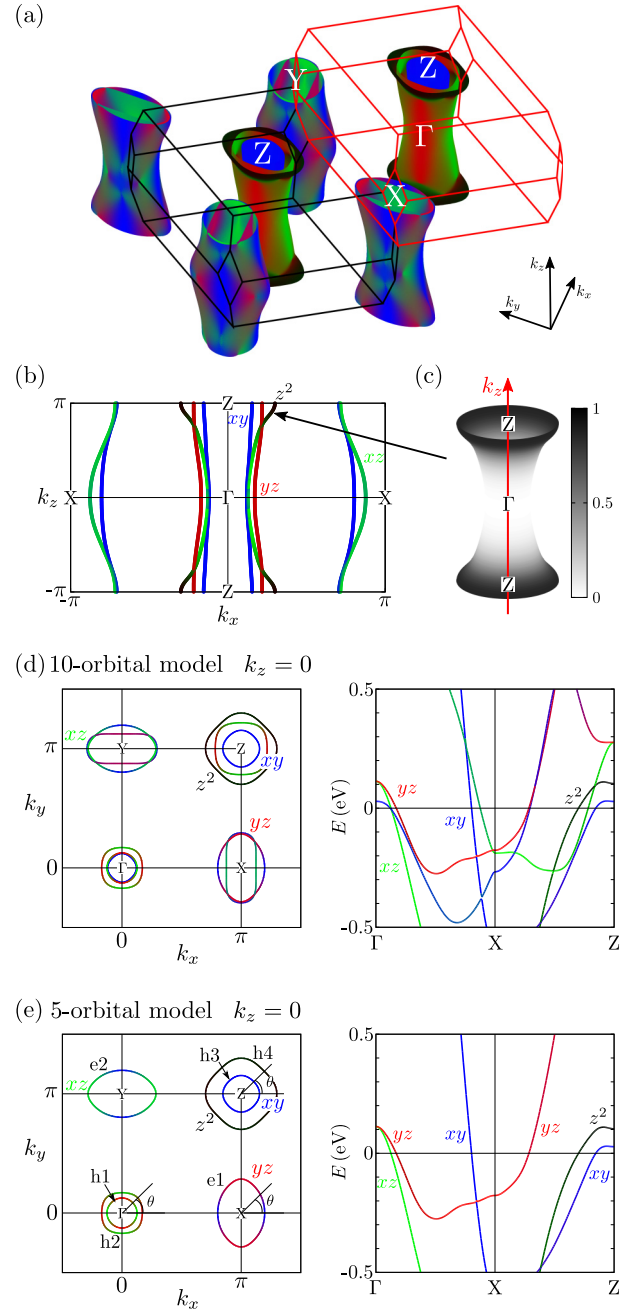 (a)
Z
Y
Z
Γ
X
k_z
k_x
k_y
(b)
(c)
π
Z
z²
xy
xz
k_z
X
Γ
X
yz
-π
Z
-π
k_x
π
k_z
Z
Γ
Z
1
0.5
0
(d) 10-orbital model k_z = 0
xz
π
Y
Z
xy
z²
k_y
yz
0
Γ
X
0
π
k_x
0.5
yz
z²
E (eV)
0
xy
xz
xy
-0.5
Γ
X
Z
(e) 5-orbital model k_z = 0
e2
h3
h4
xz
θ
π
Y
Z
xy
z²
k_y
h1
e1
yz
θ
θ
0
Γ
X
h2
0
π
k_x
0.5
z²
yz
xy
yz
E (eV)
0
xz
xy
-0.5
Γ
X
Z